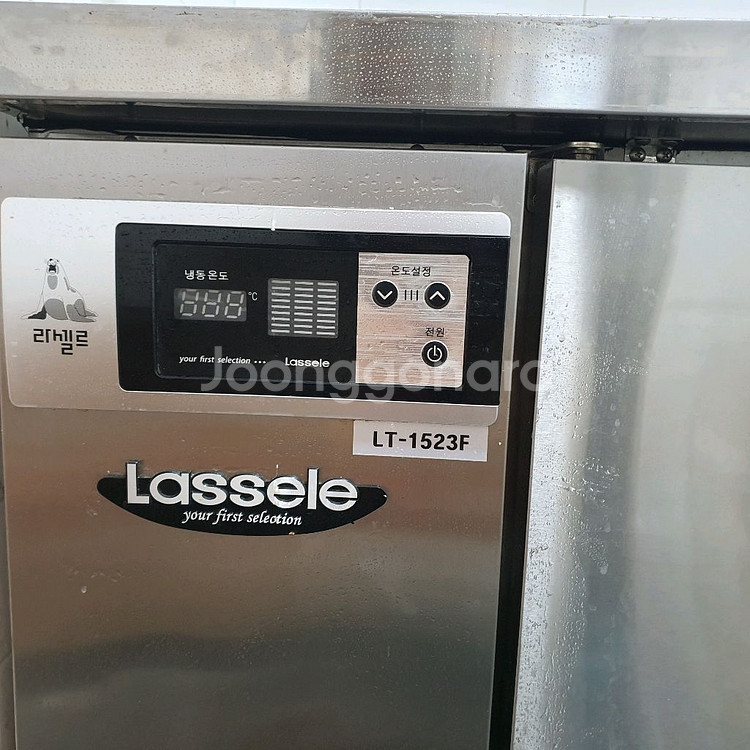 냉동온도
온도설정
°C
전원
라셀르
your first selection ••• Lassele
Joonggonara
LT-1523F
Lassele
your first selection